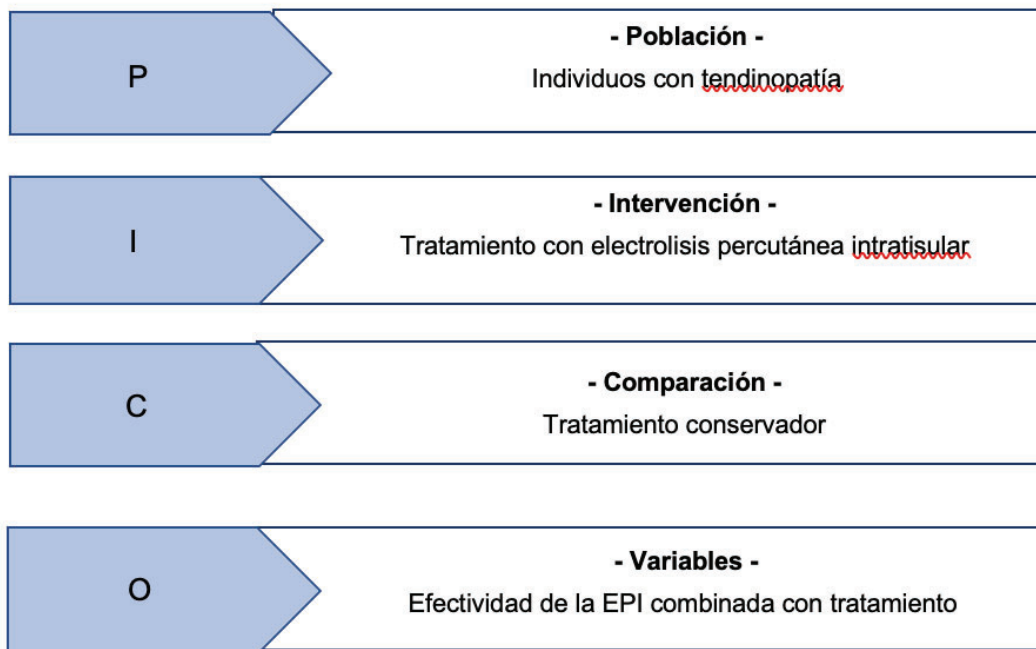 P
- Población -
Individuos con tendinopatía
I
- Intervención -
Tratamiento con electrolisis percutánea intratisular
C
- Comparación -
Tratamiento conservador
O
- Variables -
Efectividad de la EPI combinada con tratamiento